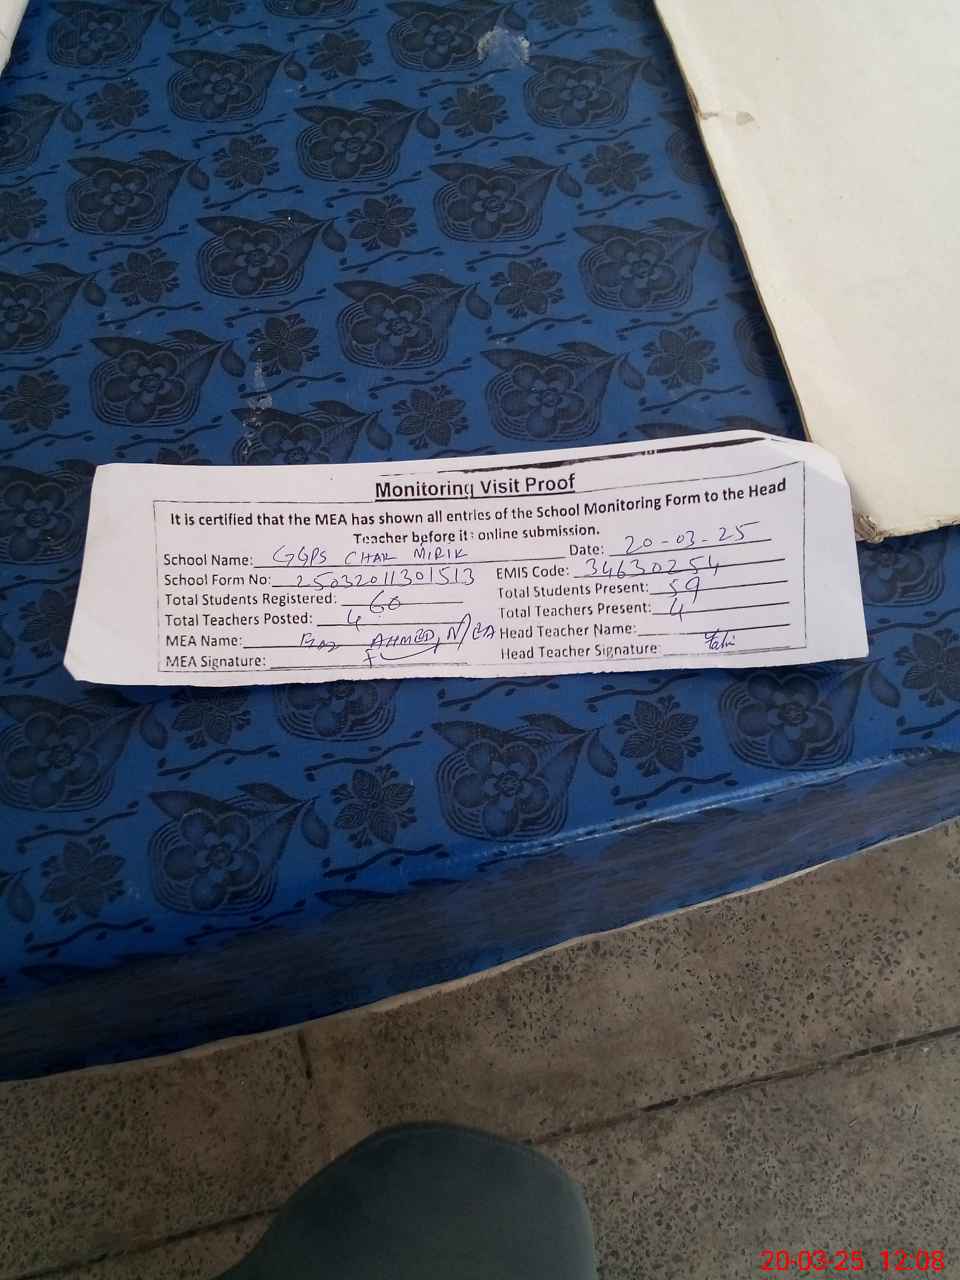 Monitoring Visit Proof
It is certified that the MEA has shown all entries of the School Monitoring Form to the Head
Teacher before it: online submission.
School Name: GGPS CHAK MIRIK Date: 20-03-25
School Form No: 25032011301513 EMIS Code: 34630254
Total Students Registered: 60 Total Students Present: 59
Total Teachers Posted: 4 Total Teachers Present: 4
MEA Name: AHMED, MEA Head Teacher Name:
MEA Signature: Head Teacher Signature:
20-03-25 12:08